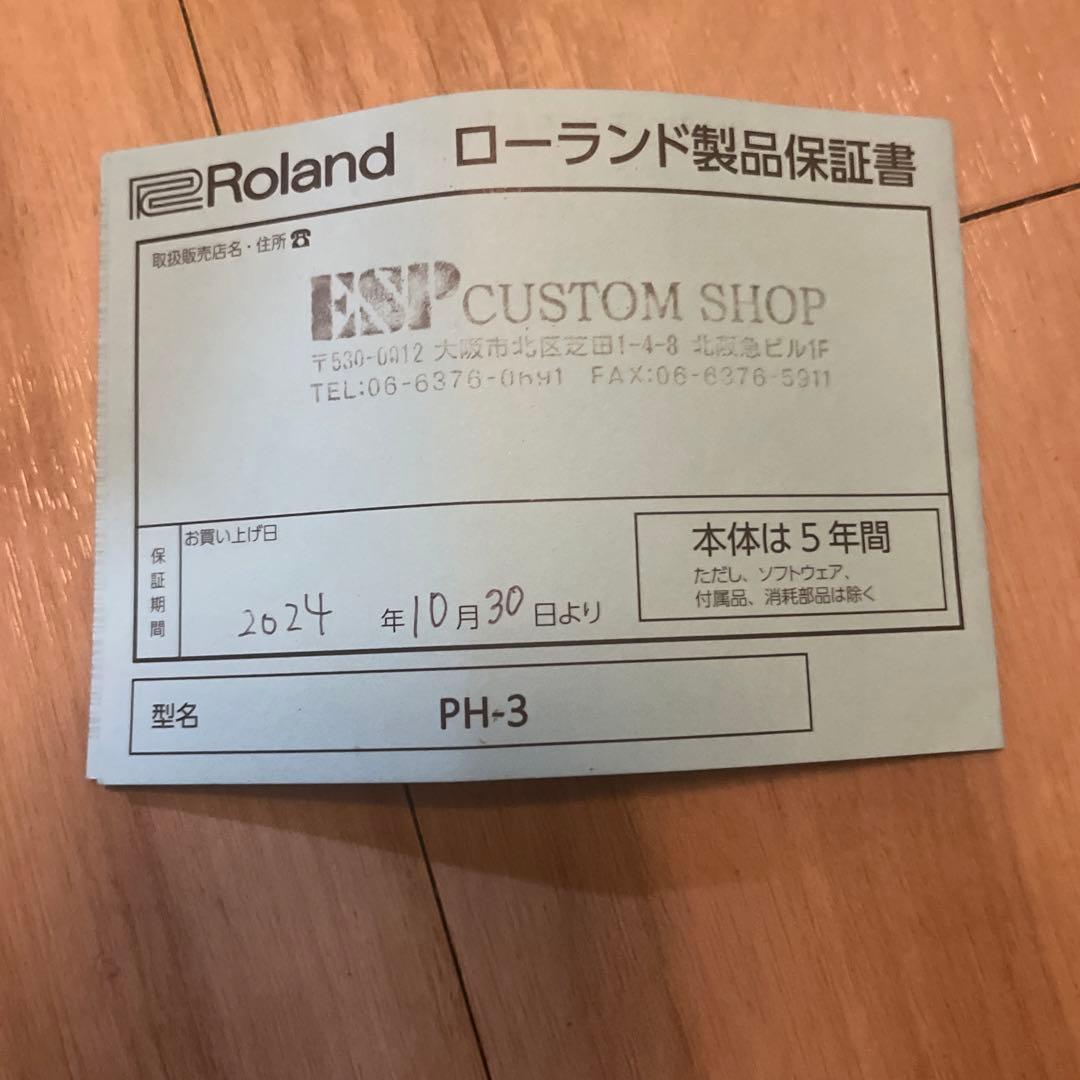 Roland ローランド製品保証書
取扱販売店名・住所☎
ESP CUSTOM SHOP
〒530-0012 大阪市北区芝田1-4-8 北阪急ビル1F
TEL:06-6376-0691 FAX:06-6376-5911
保証期間
お買い上げ日
2024 年10月30日より
本体は5年間
ただし、ソフトウェア、
付属品、消耗部品は除く
型名 PH-3